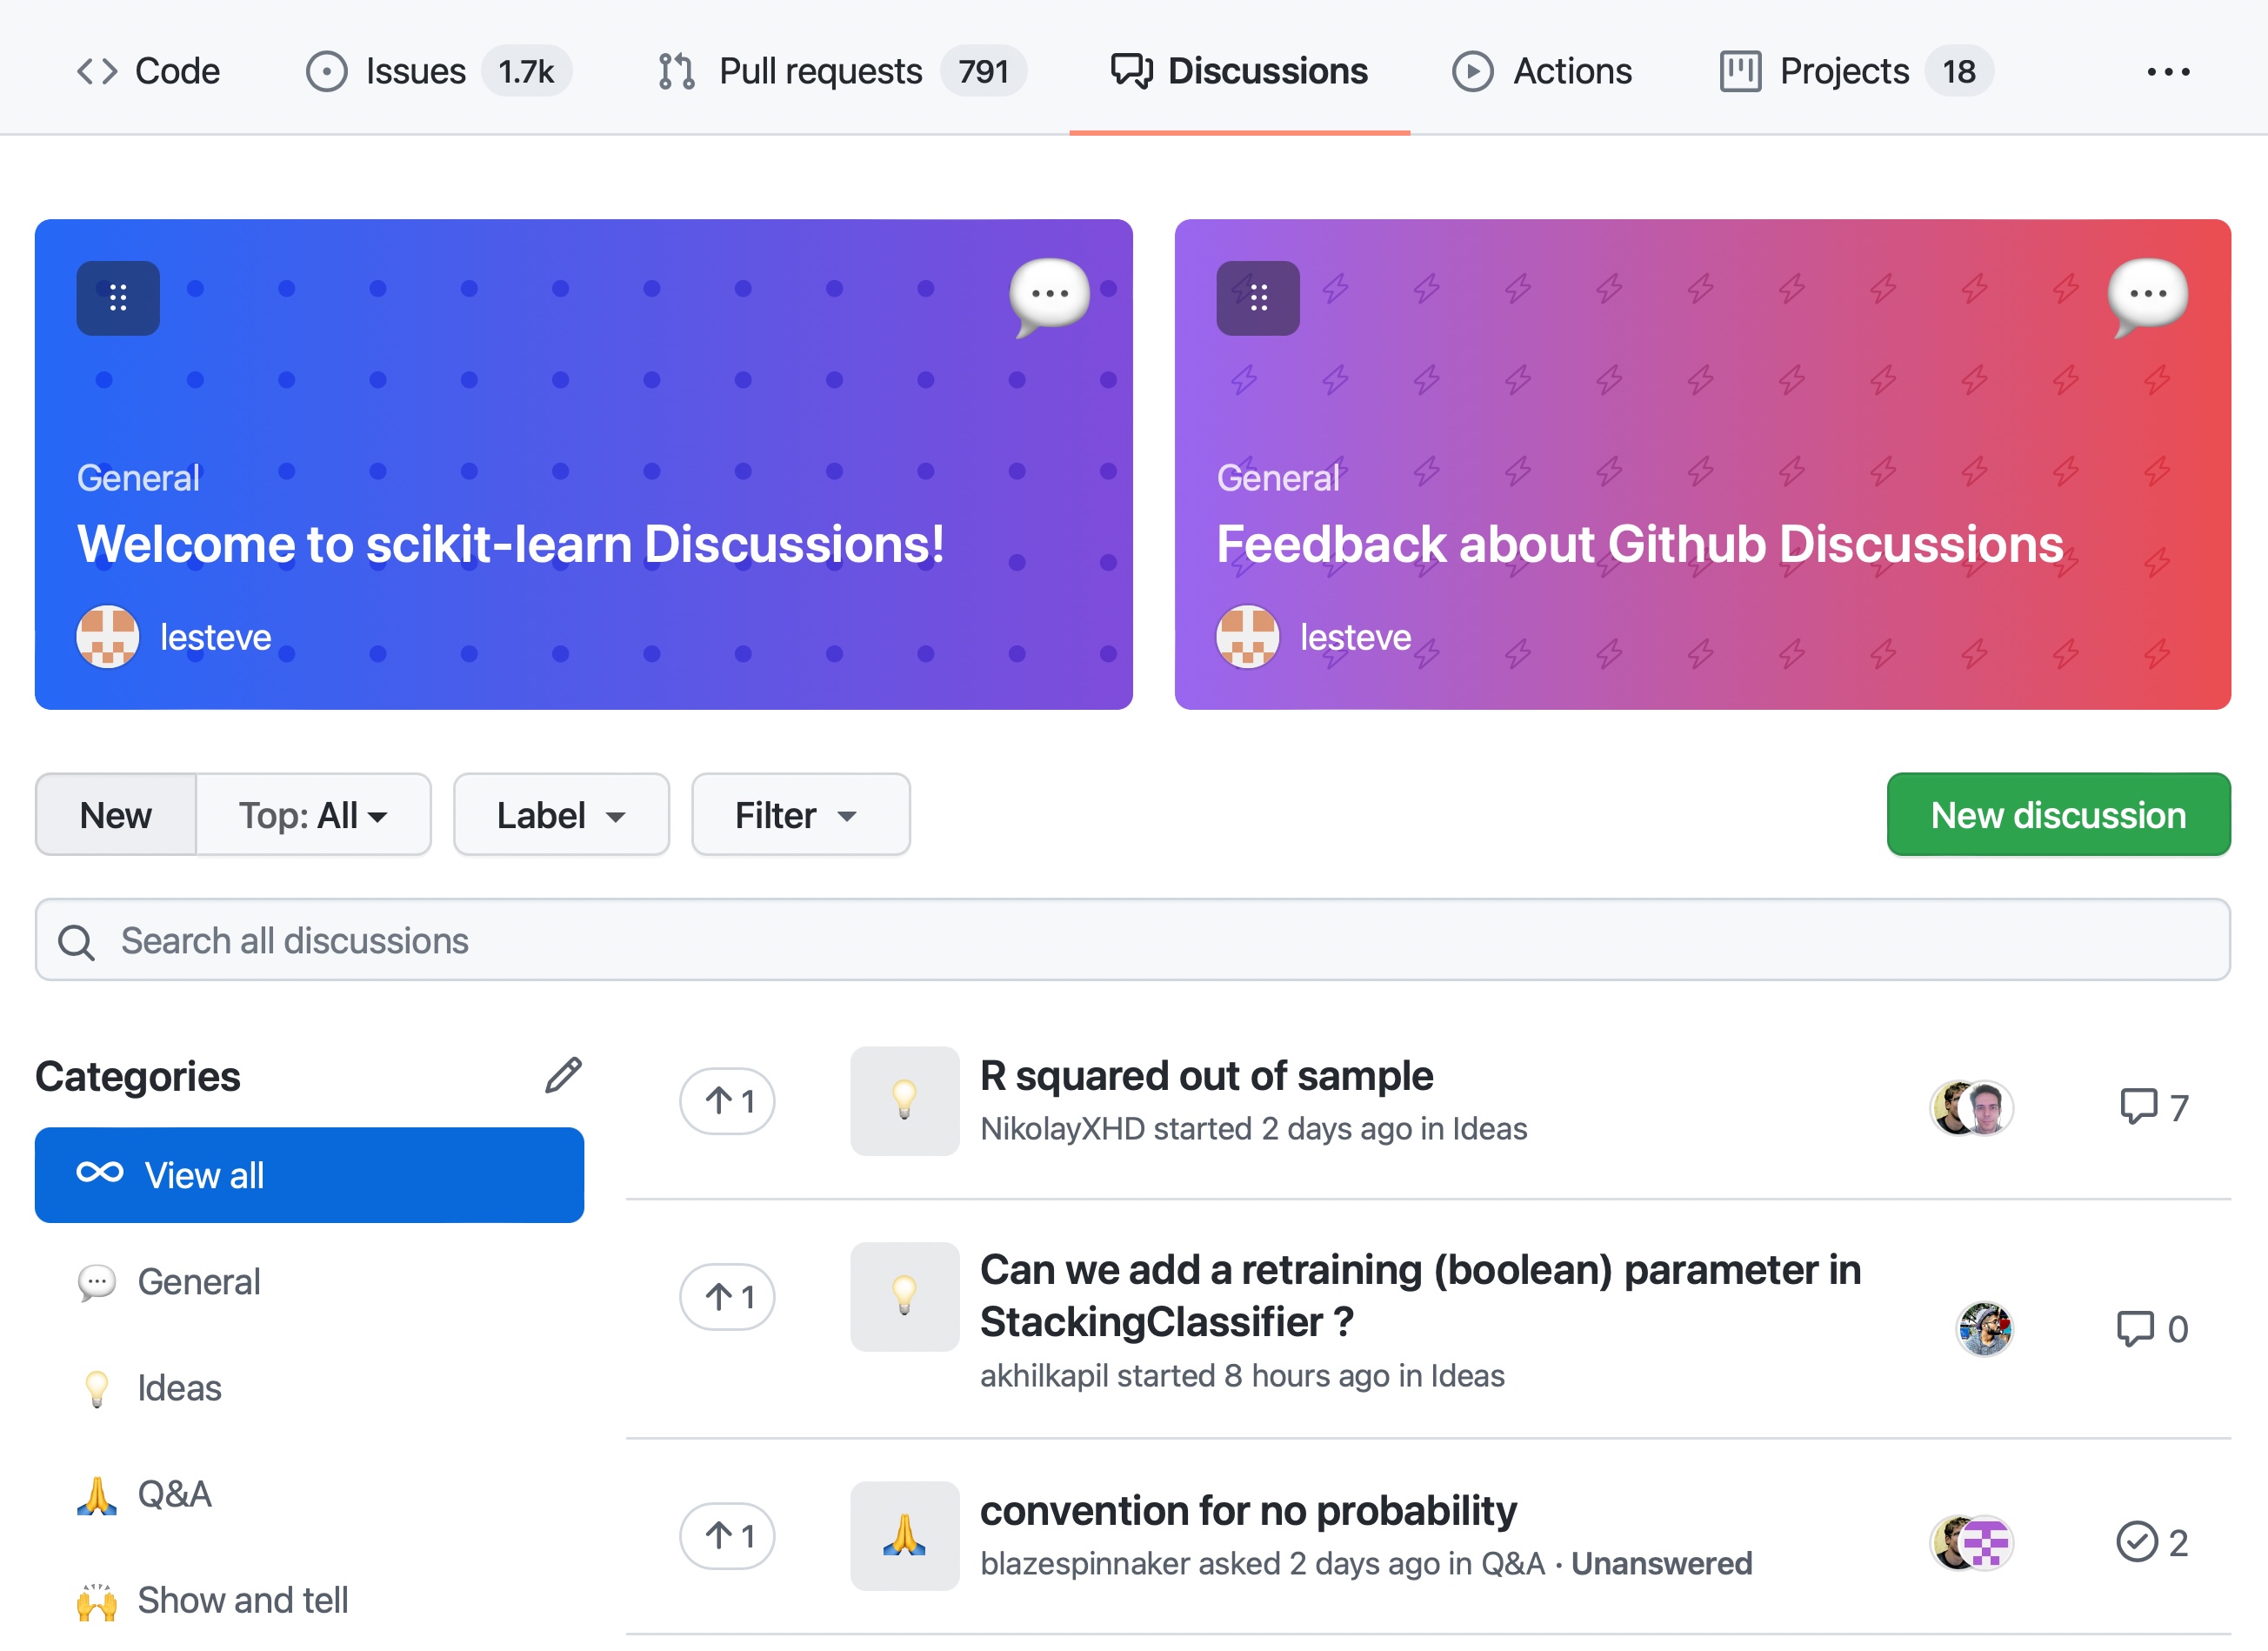 Code Issues 1.7k Pull requests 791 Discussions Actions Projects 18
General
Welcome to scikit-learn Discussions!
lesteve
General
Feedback about Github Discussions
lesteve
New Top: All Label Filter New discussion
Search all discussions
Categories
View all
General
Ideas
Q&A
Show and tell
1 R squared out of sample 7
NikolayXHD started 2 days ago in Ideas
1 Can we add a retraining (boolean) parameter in
StackingClassifier ? 0
akhilkapil started 8 hours ago in Ideas
1 convention for no probability 2
blazespinnaker asked 2 days ago in Q&A · Unanswered